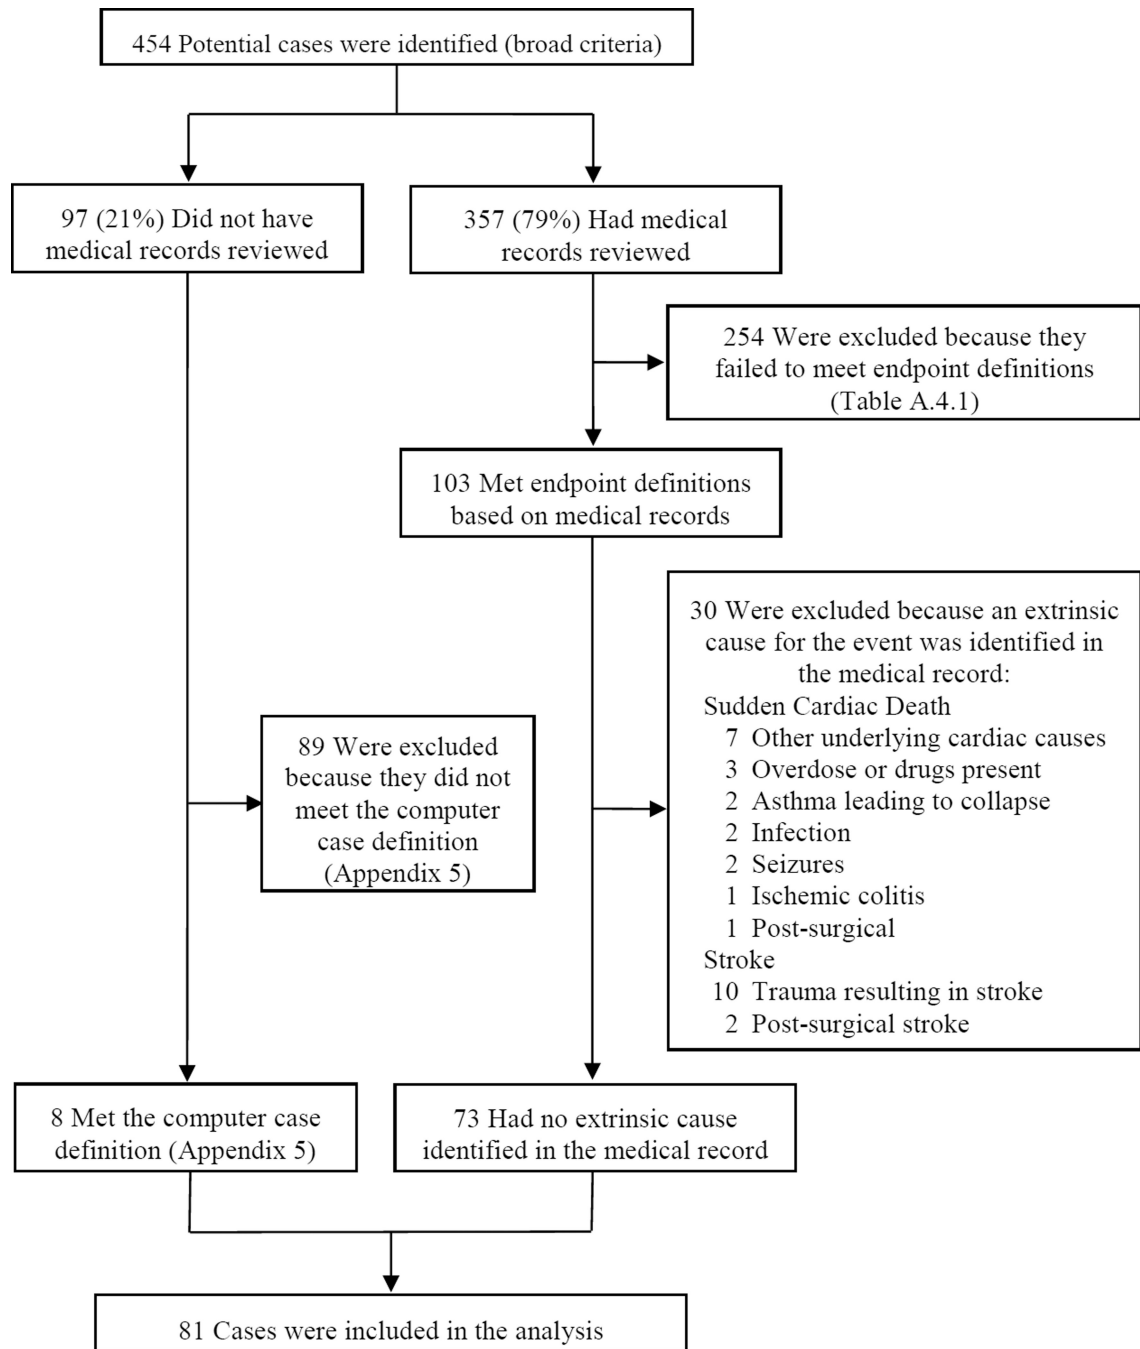 454 Potential cases were identified (broad criteria)
97 (21%) Did not have
medical records reviewed
357 (79%) Had medical
records reviewed
254 Were excluded because they
failed to meet endpoint definitions
(Table A.4.1)
103 Met endpoint definitions
based on medical records
30 Were excluded because an extrinsic
cause for the event was identified in
the medical record:
Sudden Cardiac Death
7 Other underlying cardiac causes
3 Overdose or drugs present
2 Asthma leading to collapse
2 Infection
2 Seizures
1 Ischemic colitis
1 Post-surgical
Stroke
10 Trauma resulting in stroke
2 Post-surgical stroke
89 Were excluded
because they did not
meet the computer
case definition
(Appendix 5)
8 Met the computer case
definition (Appendix 5)
73 Had no extrinsic cause
identified in the medical record
81 Cases were included in the analysis